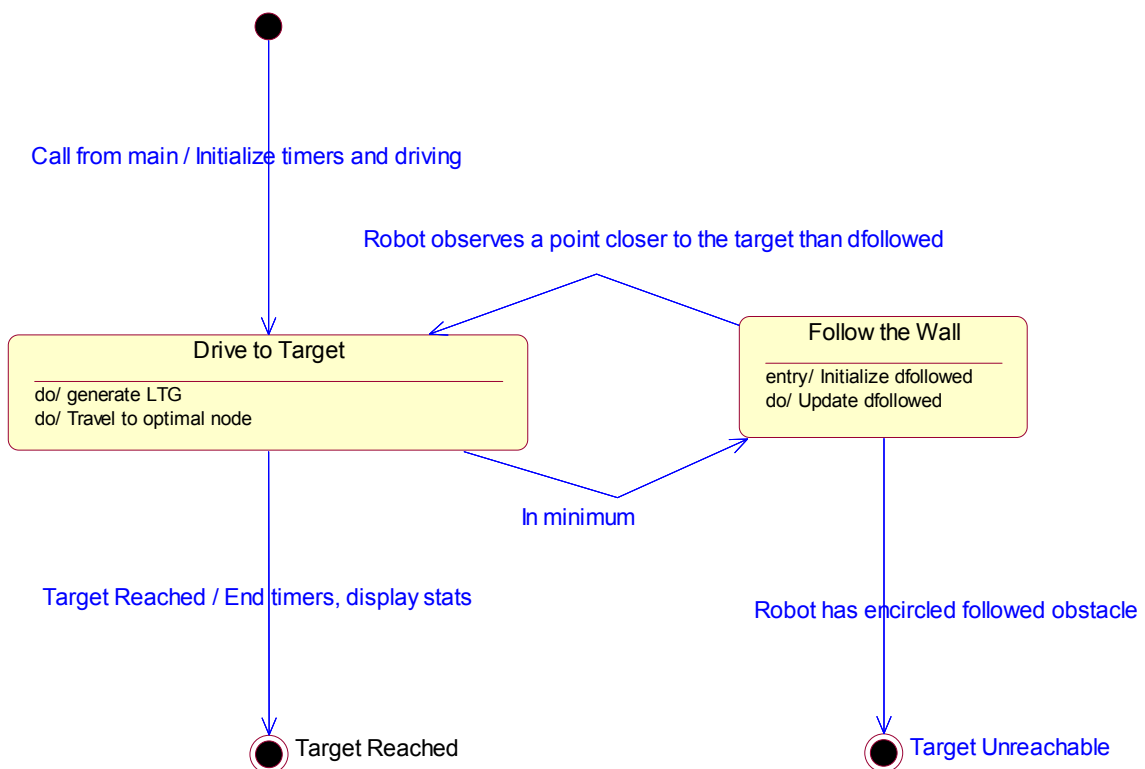 Call from main / Initialize timers and driving
Robot observes a point closer to the target than dfollowed
Drive to Target
do/ generate LTG
do/ Travel to optimal node
Follow the Wall
entry/ Initialize dfollowed
do/ Update dfollowed
In minimum
Target Reached / End timers, display stats
Robot has encircled followed obstacle
Target Reached
Target Unreachable